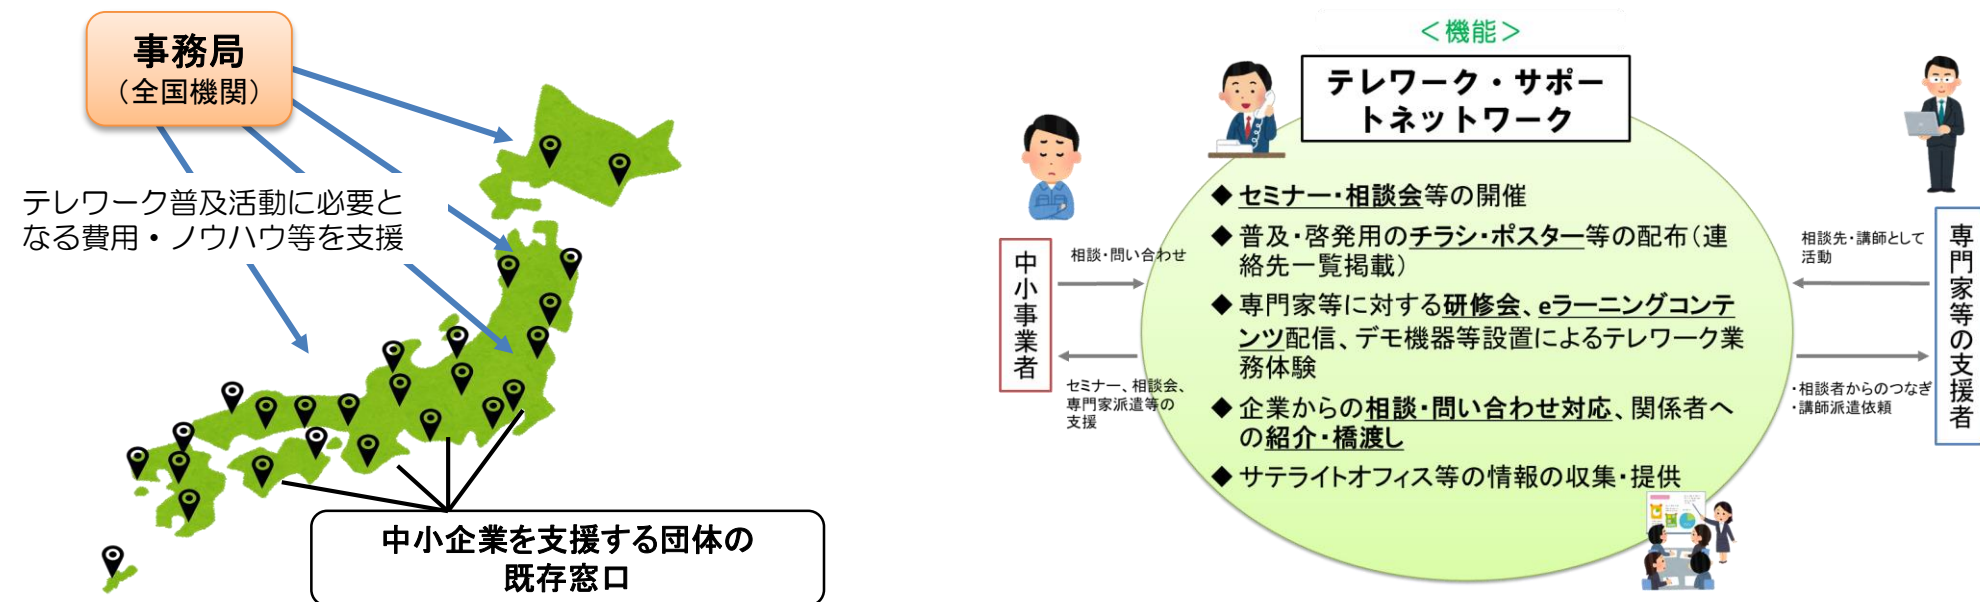 事務局
（全国機関）
テレワーク普及活動に必要と
なる費用・ノウハウ等を支援
中小企業を支援する団体の
既存窓口
＜機能＞
テレワーク・サポー
トネットワーク
中小事業者
相談・問い合わせ
セミナー、相談会、
専門家派遣等の
支援
◆セミナー・相談会等の開催
◆普及・啓発用のチラシ・ポスター等の配布（連
絡先一覧掲載）
◆専門家等に対する研修会、eラーニングコンテ
ンツ配信、デモ機器等設置によるテレワーク業
務体験
◆企業からの相談・問い合わせ対応、関係者へ
の紹介・橋渡し
◆サテライトオフィス等の情報の収集・提供
相談先・講師として
活動
・相談者からのつなぎ
・講師派遣依頼
専門家等の支援者